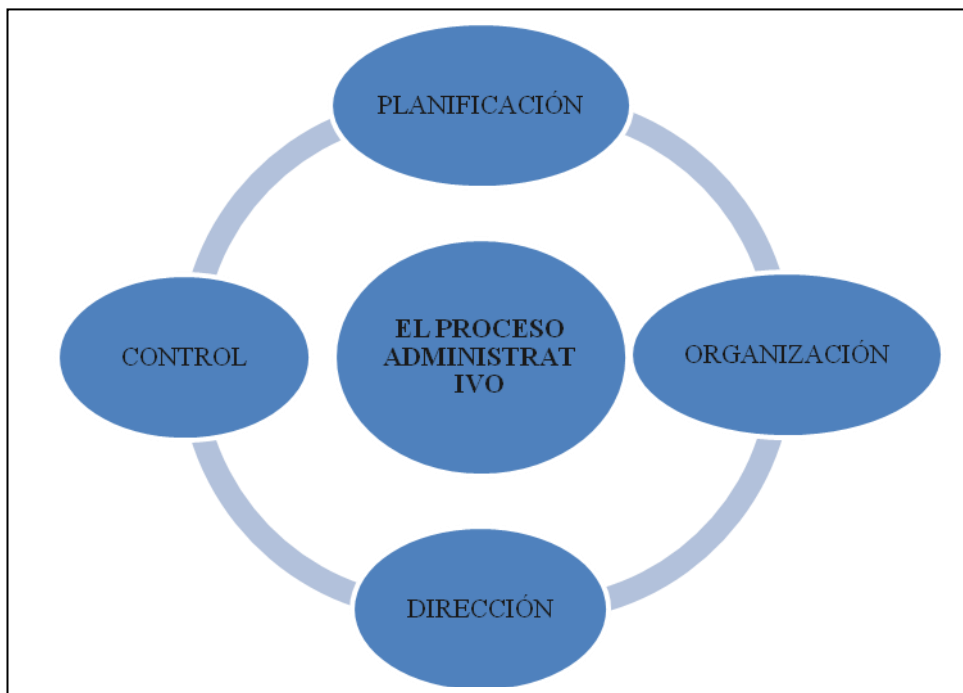 PLANIFICACIÓN
CONTROL
EL PROCESO
ADMINISTRAT
IVO
ORGANIZACIÓN
DIRECCIÓN